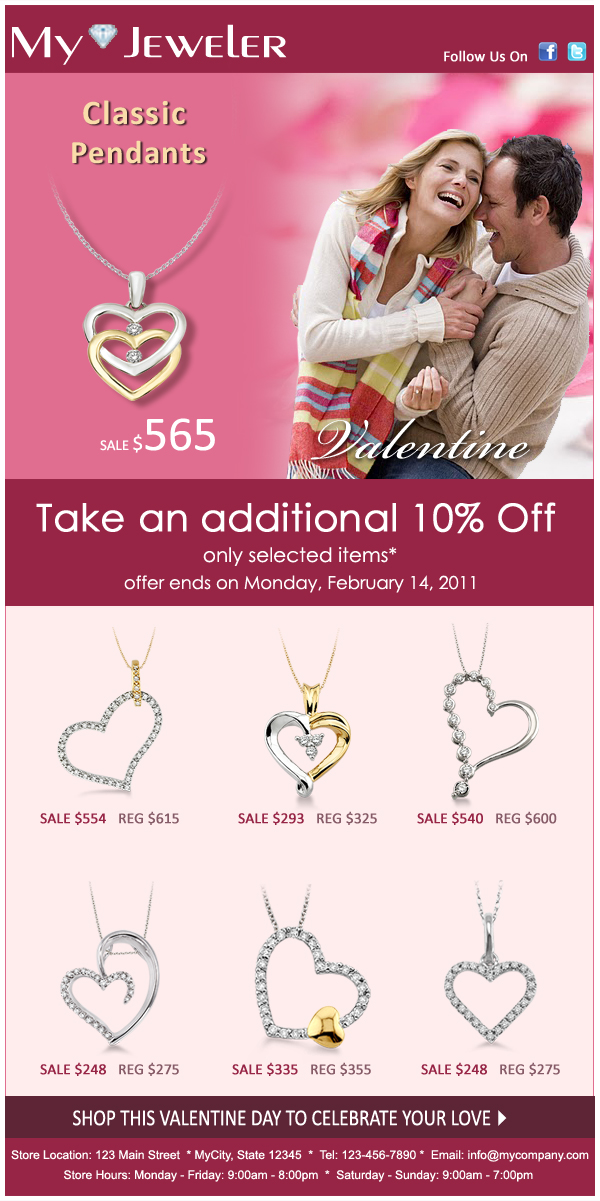 My Jeweler
Follow Us On
Classic
Pendants
SALE $565
Valentine
Take an additional 10% Off
only selected items*
offer ends on Monday, February 14, 2011
SALE $554 REG $615
SALE $293 REG $325
SALE $540 REG $600
SALE $248 REG $275
SALE $335 REG $355
SALE $248 REG $275
SHOP THIS VALENTINE DAY TO CELEBRATE YOUR LOVE
Store Location: 123 Main Street * MyCity, State 12345 * Tel: 123-456-7890 * Email: info@mycompany.com
Store Hours: Monday - Friday: 9:00am - 8:00pm * Saturday - Sunday: 9:00am - 7:00pm